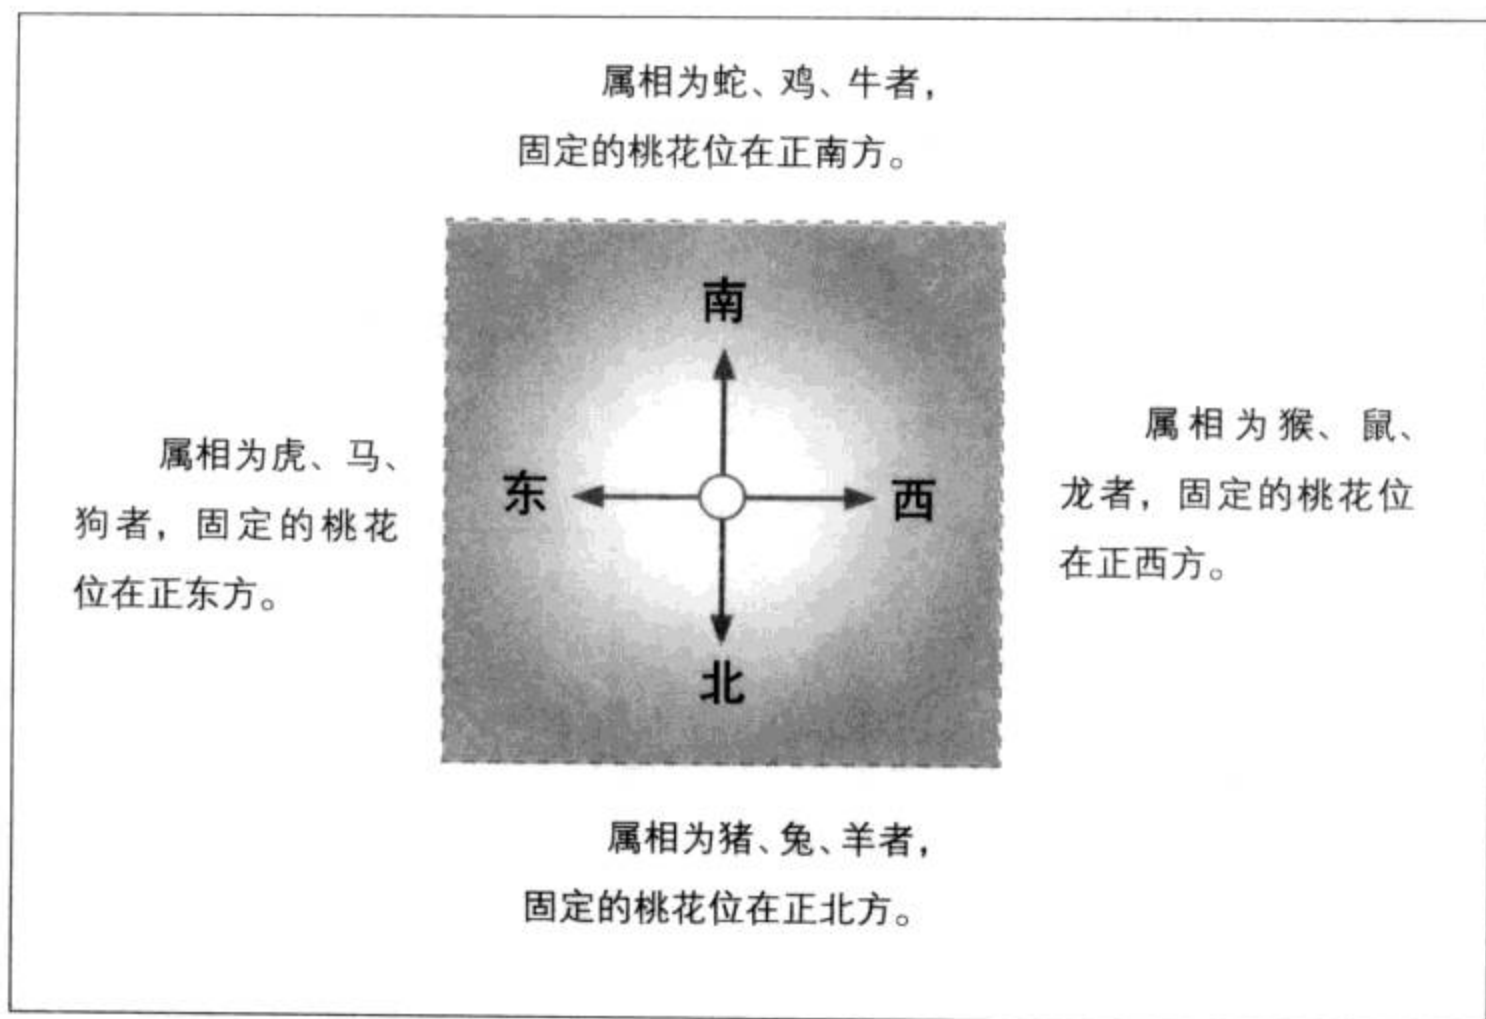 属相为蛇、鸡、牛者，
固定的桃花位在正南方。
南
属相为虎、马、
狗者，固定的桃花
位在正东方。
东
西
属相为猴、鼠、
龙者，固定的桃花位
在正西方。
北
属相为猪、兔、羊者，
固定的桃花位在正北方。